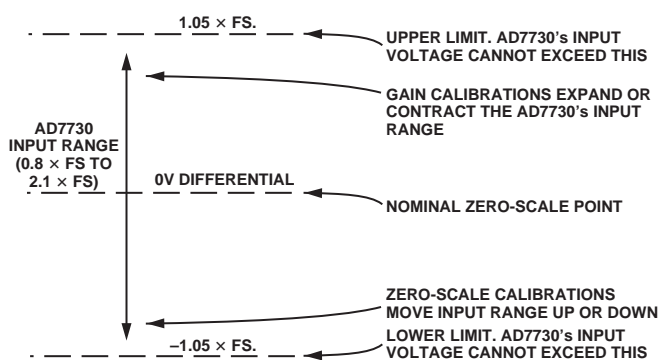 1.05 × FS.
UPPER LIMIT. AD7730's INPUT
VOLTAGE CANNOT EXCEED THIS
GAIN CALIBRATIONS EXPAND OR
CONTRACT THE AD7730's INPUT
RANGE
AD7730
INPUT RANGE
(0.8 × FS TO
2.1 × FS)
0V DIFFERENTIAL
NOMINAL ZERO-SCALE POINT
ZERO-SCALE CALIBRATIONS
MOVE INPUT RANGE UP OR DOWN
–1.05 × FS.
LOWER LIMIT. AD7730's INPUT
VOLTAGE CANNOT EXCEED THIS